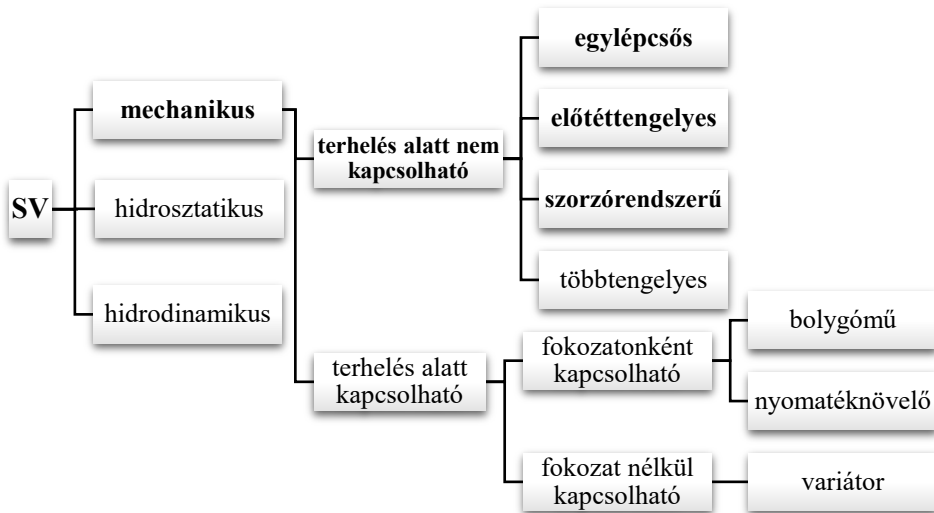 SV
mechanikus
hidrosztatikus
hidrodinamikus
terhelés alatt nem
kapcsolható
terhelés alatt
kapcsolható
egylépcsős
előtéttengelyes
szorzórendszerű
többtengelyes
fokozatonként
kapcsolható
fokozat nélkül
kapcsolható
bolygómű
nyomatéknövelő
variátor